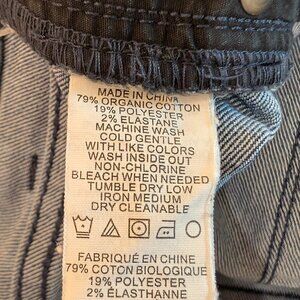 MADE IN CHINA
79% ORGANIC COTTON
19% POLYESTER
2% ELASTANE
MACHINE WASH
COLD GENTLE
WITH LIKE COLORS
WASH INSIDE OUT
NON-CHLORINE
BLEACH WHEN NEEDED
TUMBLE DRY LOW
IRON MEDIUM
DRY CLEANABLE
FABRIQUÉ EN CHINE
79% COTON BIOLOGIQUE
19% POLYESTER
2% ÉLASTHANNE